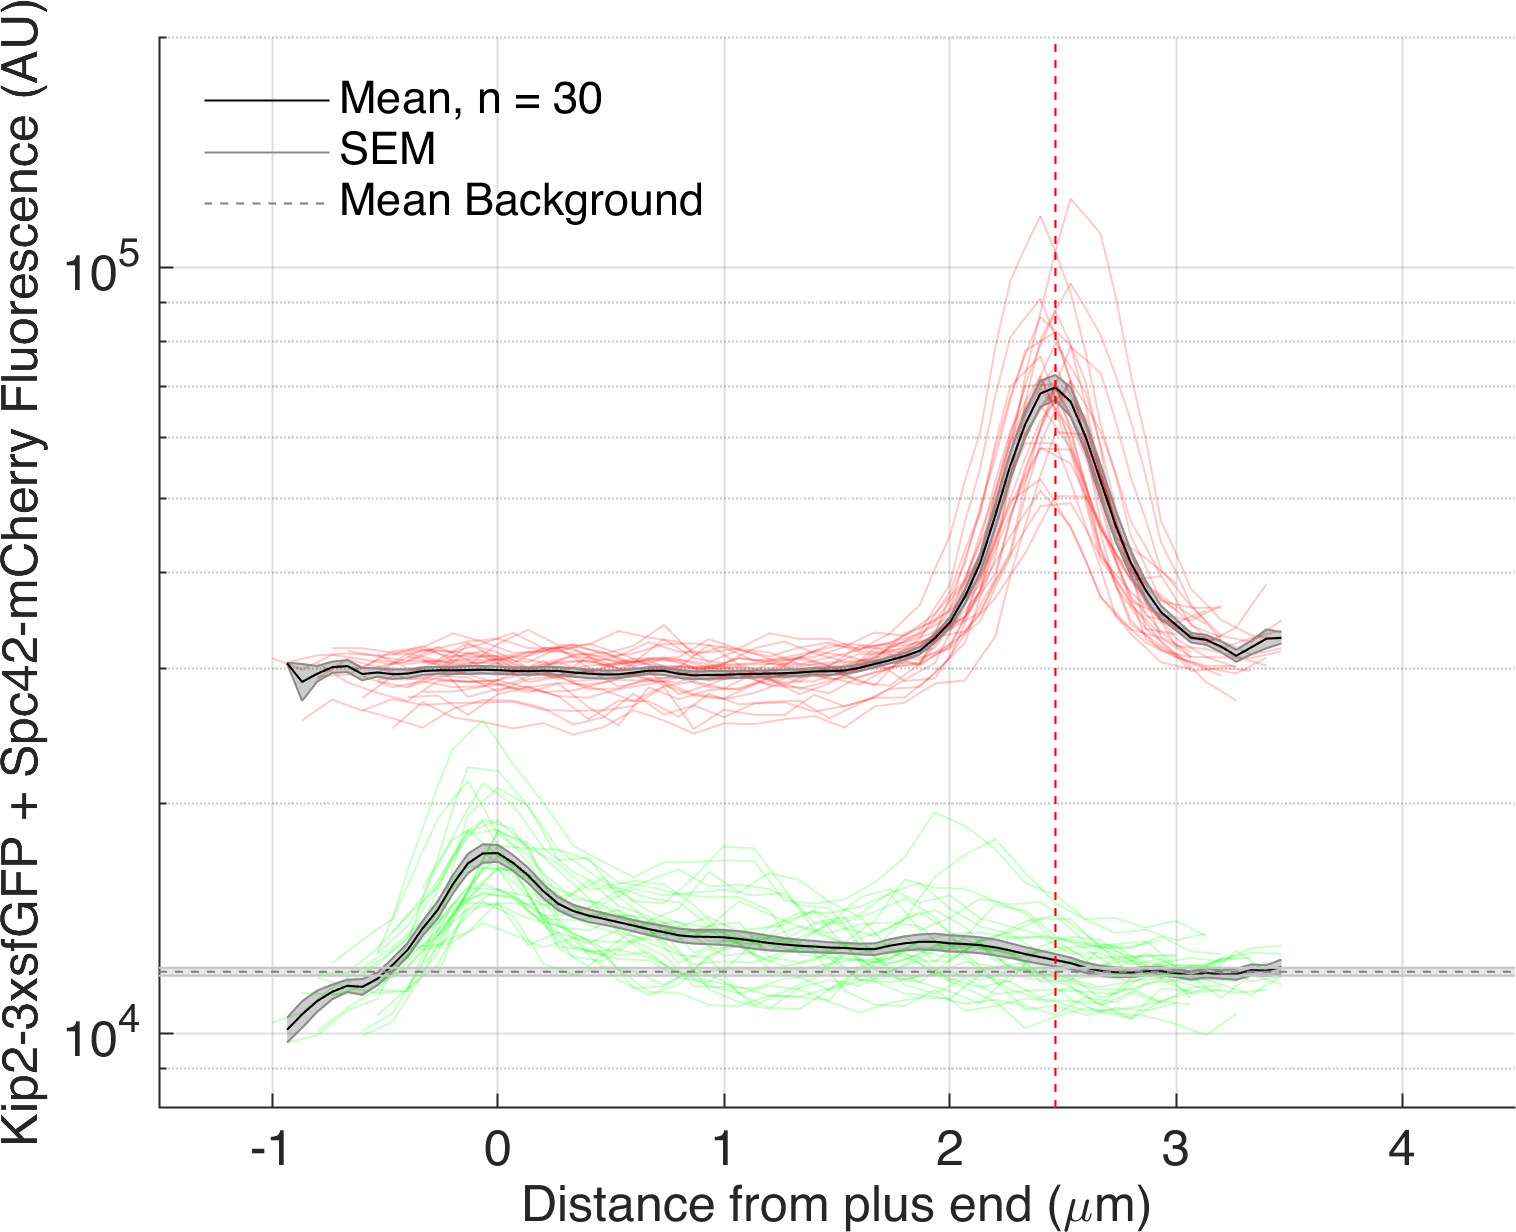 Kip2-3xsfGFP + Spc42-mCherry Fluorescence (AU)
Mean, n = 30
SEM
Mean Background
10^5
10^4
-1 0 1 2 3 4
Distance from plus end (μm)